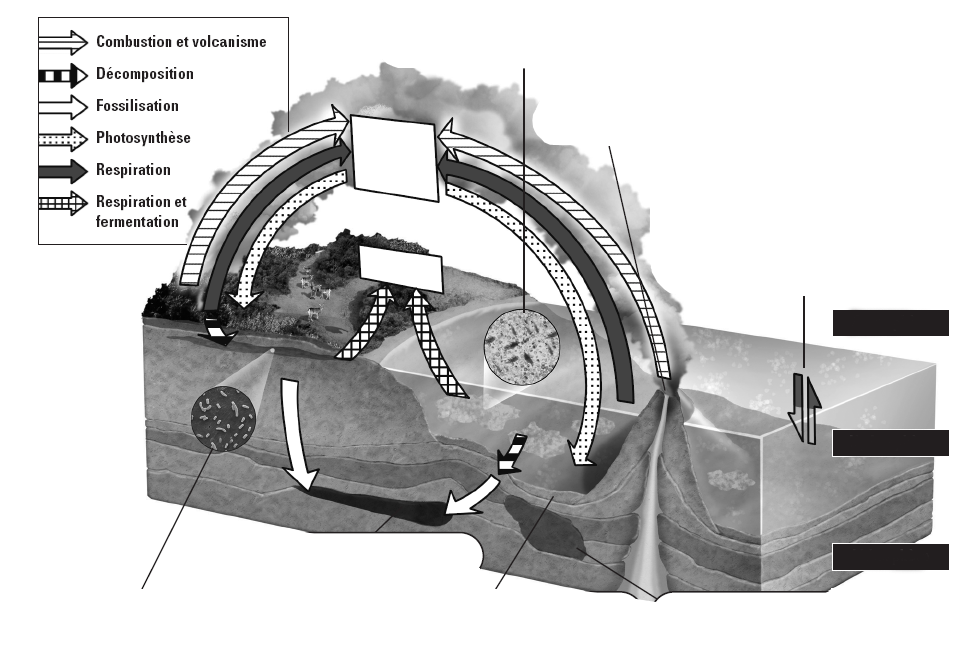 Combustion et volcanisme
Décomposition
Fossilisation
Photosynthèse
Respiration
Respiration et
fermentation